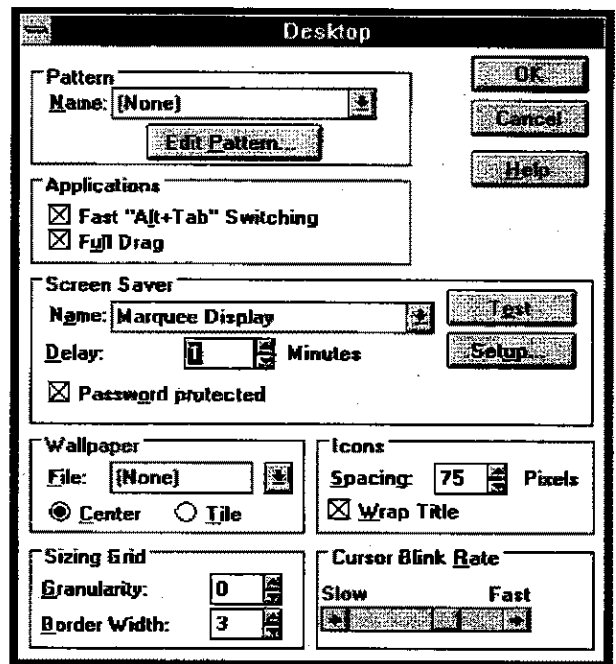 Desktop
Pattern
Name: (None)
Edit Pattern...
OK
Cancel
Help
Applications
Fast "Alt+Tab" Switching
Full Drag
Screen Saver
Name: Marquee Display
Delay: 1 Minutes
Password protected
Test
Setup...
Wallpaper
File: (None)
Center Tile
Icons
Spacing: 75 Pixels
Wrap Title
Sizing Grid
Granularity: 0
Border Width: 3
Cursor Blink Rate
Slow Fast